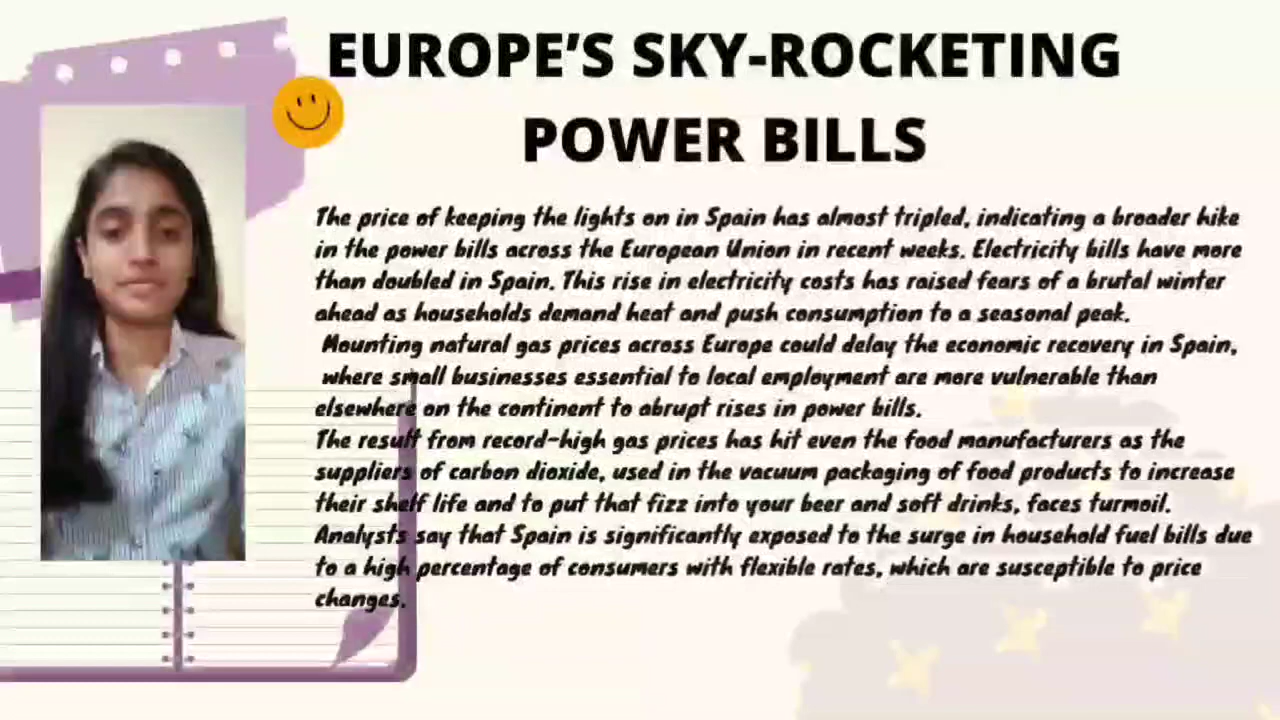 EUROPE’S SKY-ROCKETING
POWER BILLS
The price of keeping the lights on in Spain has almost tripled, indicating a broader hike
in the power bills across the European Union in recent weeks. Electricity bills have more
than doubled in Spain. This rise in electricity costs has raised fears of a brutal winter
ahead as households demand heat and push consumption to a seasonal peak.
Mounting natural gas prices across Europe could delay the economic recovery in Spain,
where small businesses essential to local employment are more vulnerable than
elsewhere on the continent to abrupt rises in power bills.
The result from record-high gas prices has hit even the food manufacturers as the
suppliers of carbon dioxide, used in the vacuum packaging of food products to increase
their shelf life and to put that fizz into your beer and soft drinks, faces turmoil.
Analysts say that Spain is significantly exposed to the surge in household fuel bills due
to a high percentage of consumers with flexible rates, which are susceptible to price
changes.